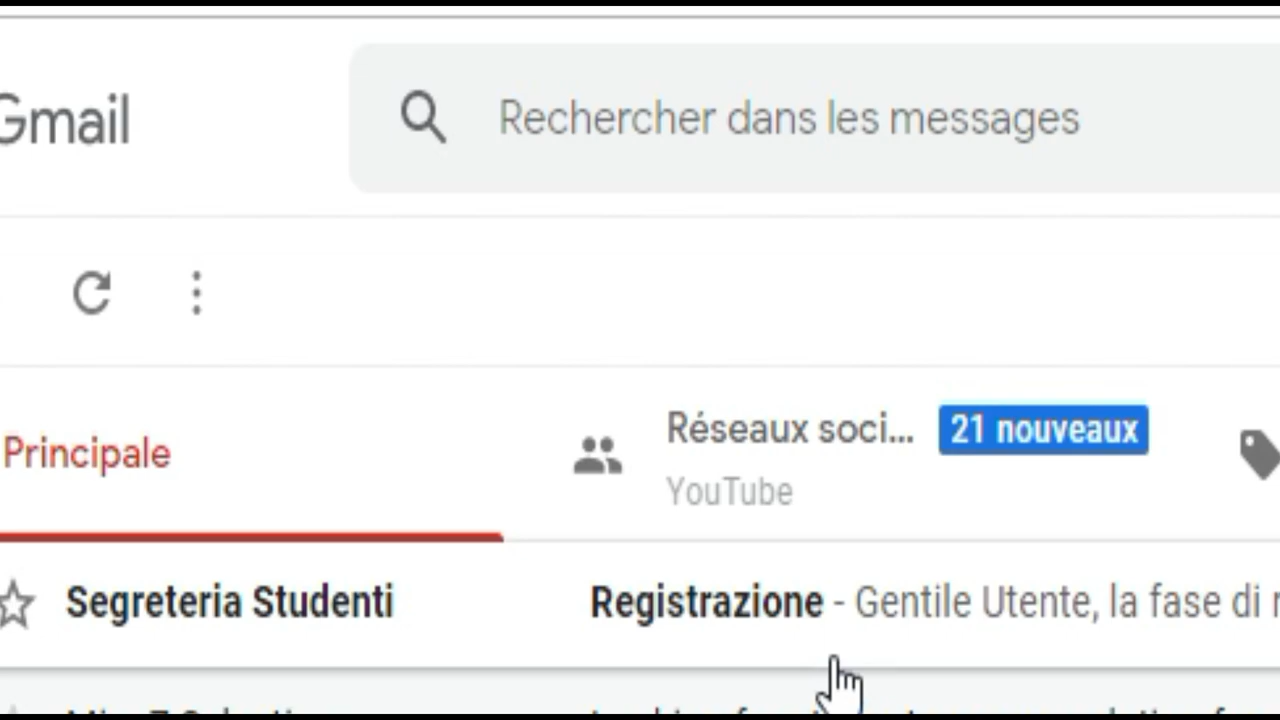 Gmail
Rechercher dans les messages
Principale
Réseaux soci... 21 nouveaux
YouTube
Segreteria Studenti Registrazione - Gentile Utente, la fase di